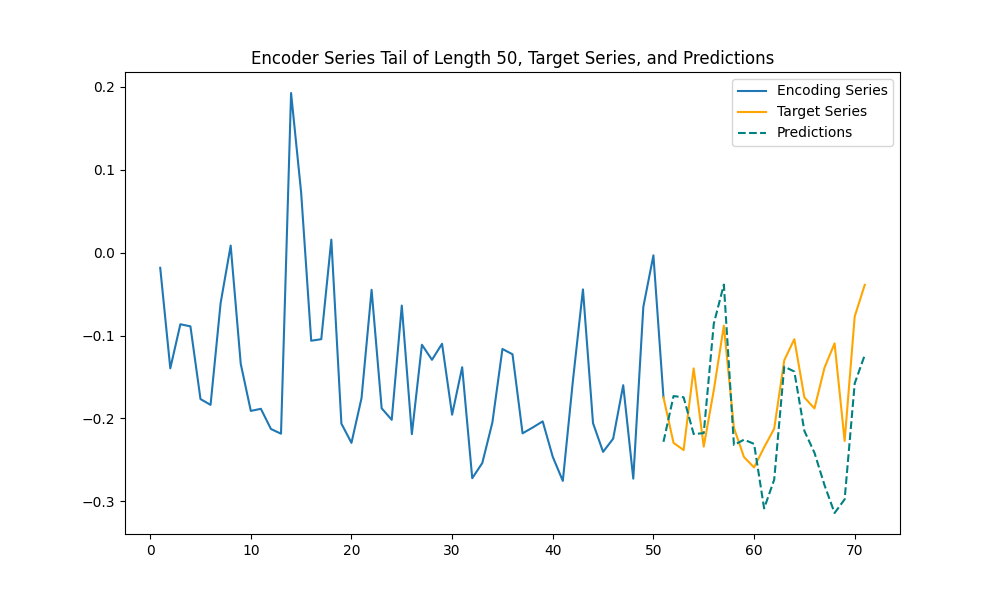 Encoder Series Tail of Length 50, Target Series, and Predictions
Encoding Series
Target Series
Predictions
0.2
0.1
0.0
−0.1
−0.2
−0.3
0 10 20 30 40 50 60 70